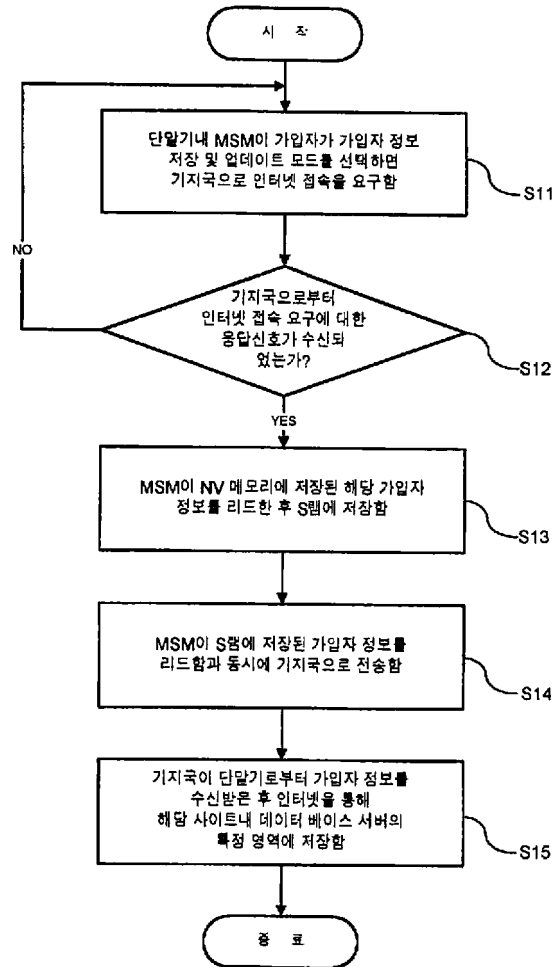 시 작
단말기내 MSM이 가입자가 가입자 정보
저장 및 업데이트 모드를 선택하면
기지국으로 인터넷 접속을 요구함
S11
NO
기지국으로부터
인터넷 접속 요구에 대한
응답신호가 수신되
었는가?
S12
YES
MSM이 NV 메모리에 저장된 해당 가입자
정보를 리드한 후 S램에 저장함
S13
MSM이 S램에 저장된 가입자 정보를
리드함과 동시에 기지국으로 전송함
S14
기지국이 단말기로부터 가입자 정보를
수신받은 후 인터넷을 통해
해당 사이트내 데이터 베이스 서버의
특정 영역에 저장함
S15
종 료